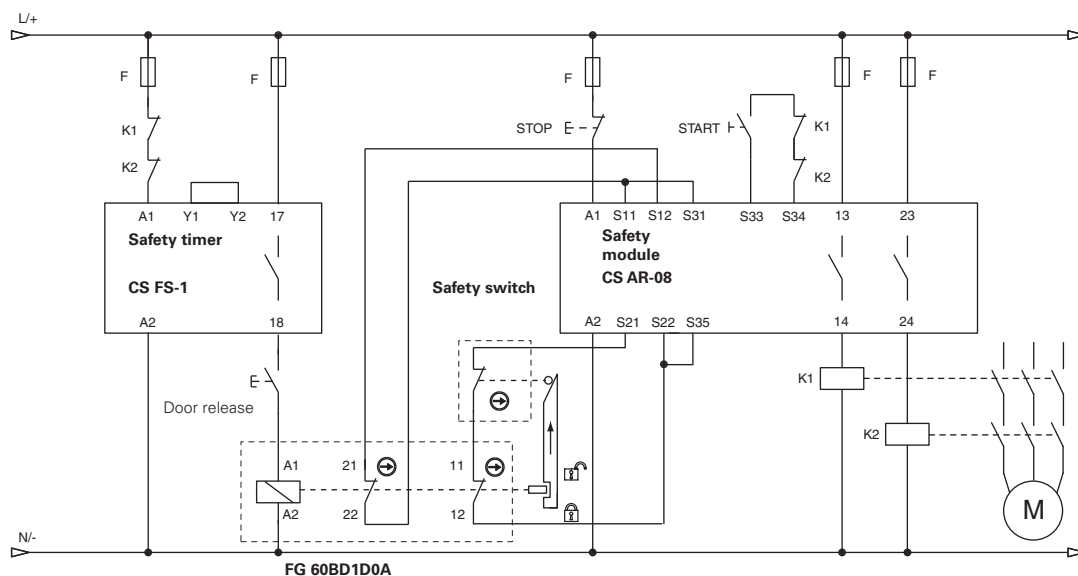 L/+
F
F
F
F
F
K1
STOP
START
K1
K2
K2
A1
Y1
Y2
17
A1
S11
S12
S31
S33
S34
13
23
Safety timer
Safety
module
CS FS-1
CS AR-08
Safety switch
A2
18
A2
S21
S22
S35
14
24
K1
Door release
K2
A1
21
11
A2
22
12
M
N/-
FG 60BD1D0A